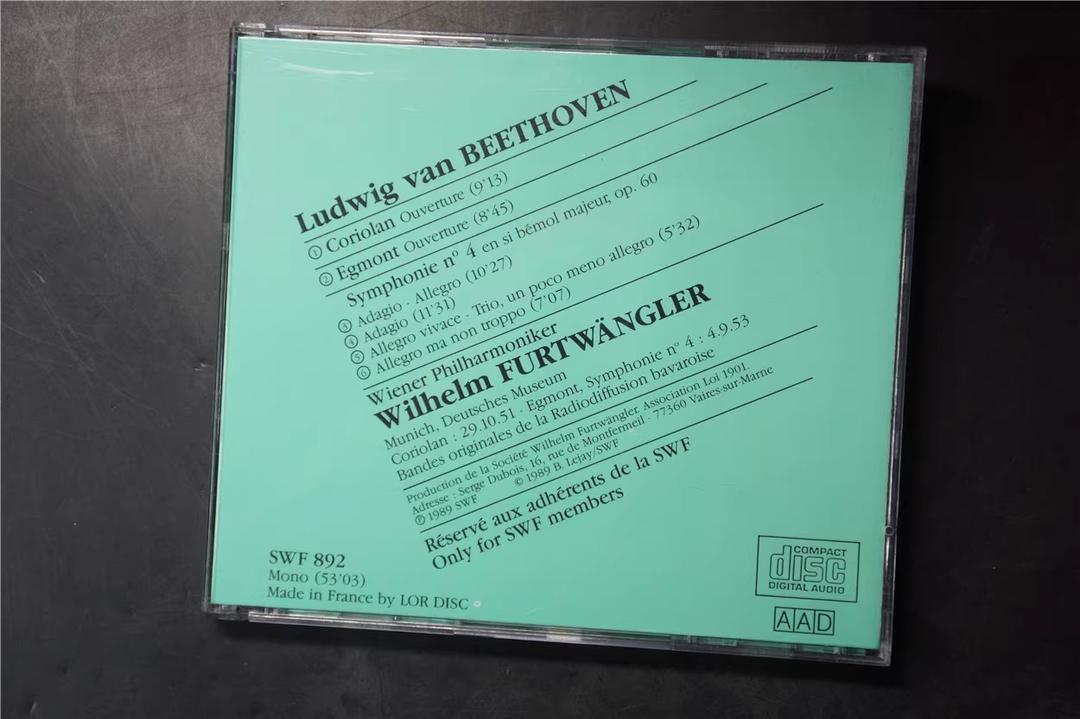 Ludwig van BEETHOVEN
① Coriolan Ouverture (9'13)
② Egmont Ouverture (8'45)
Symphonie nº 4 en si bémol majeur, op. 60
③ Adagio - Allegro (10'27)
④ Adagio (11'31)
⑤ Allegro vivace - Trio, un poco meno allegro (5'32)
⑥ Allegro ma non troppo (7'07)
Wiener Philharmoniker
Wilhelm FURTWÄNGLER
Munich, Deutsches Museum
Coriolan : 29.10.51 - Egmont, Symphonie nº 4 : 4.9.53
Bandes originales de la Radiodiffusion bavaroise
Production de la Société Wilhelm Furtwängler, Association Loi 1901.
Adresse : Serge Dubois, 16, rue de Montfermeil - 77360 Vaires-sur-Marne
℗ 1989 SWF © 1989 B. Lejay/SWF
Réservé aux adhérents de la SWF
Only for SWF members
SWF 892
Mono (53'03)
Made in France by LOR DISC
COMPACT
disc
DIGITAL AUDIO
AAD